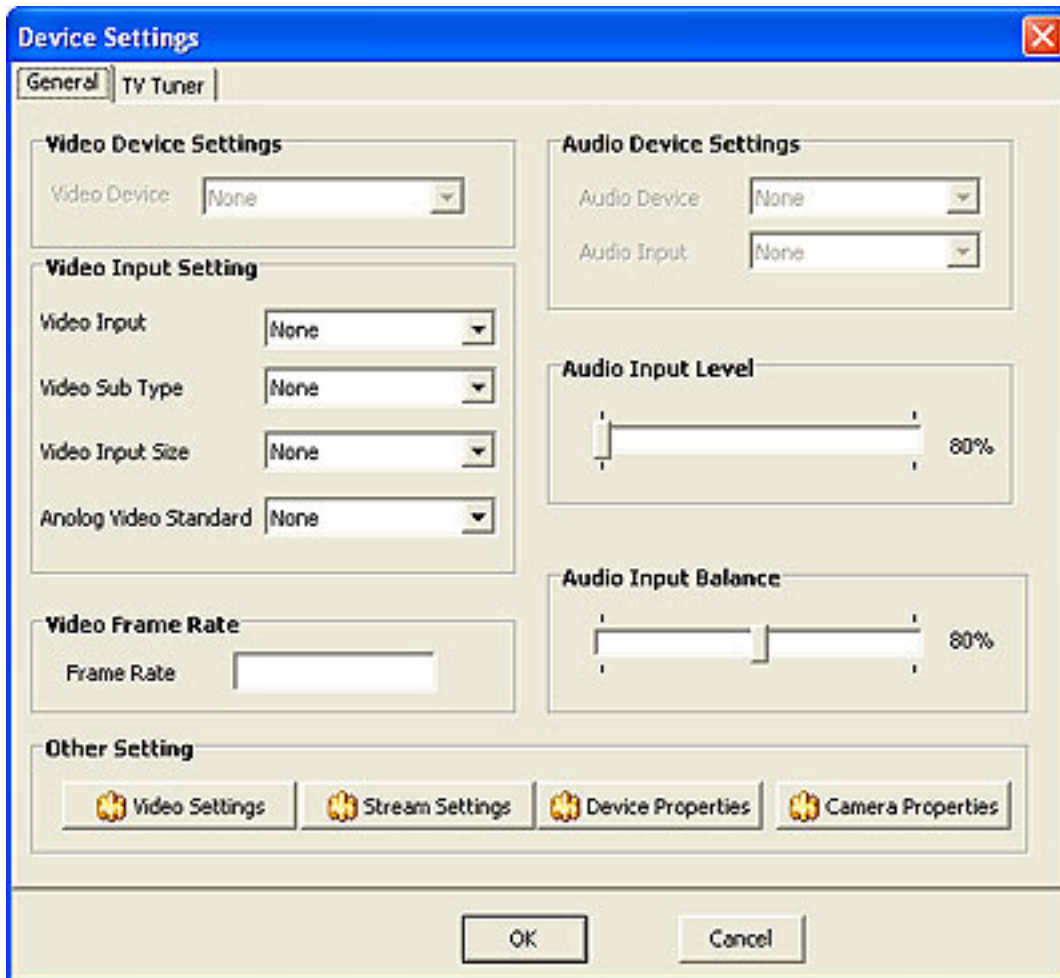 Device Settings
General
TV Tuner
Video Device Settings
Video Device
None
Video Input Setting
Video Input
None
Video Sub Type
None
Video Input Size
None
Anolog Video Standard
None
Video Frame Rate
Frame Rate
Audio Device Settings
Audio Device
None
Audio Input
None
Audio Input Level
80%
Audio Input Balance
80%
Other Setting
Video Settings
Stream Settings
Device Properties
Camera Properties
OK
Cancel